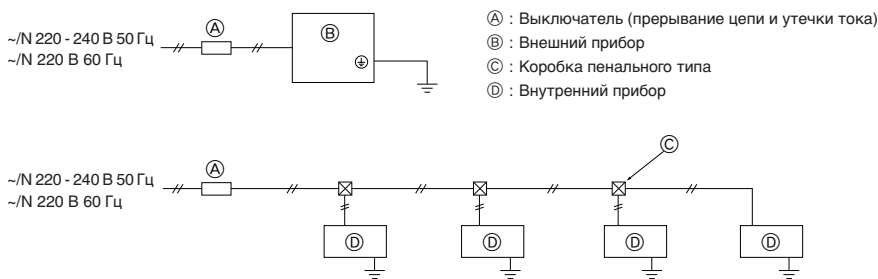 Ⓐ
~/N 220 - 240 В 50 Гц
~/N 220 В 60 Гц
Ⓑ
Ⓐ : Выключатель (прерывание цепи и утечки тока)
Ⓑ : Внешний прибор
Ⓒ : Коробка пенального типа
Ⓓ : Внутренний прибор
Ⓒ
Ⓐ
~/N 220 - 240 В 50 Гц
~/N 220 В 60 Гц
Ⓓ Ⓓ Ⓓ Ⓓ